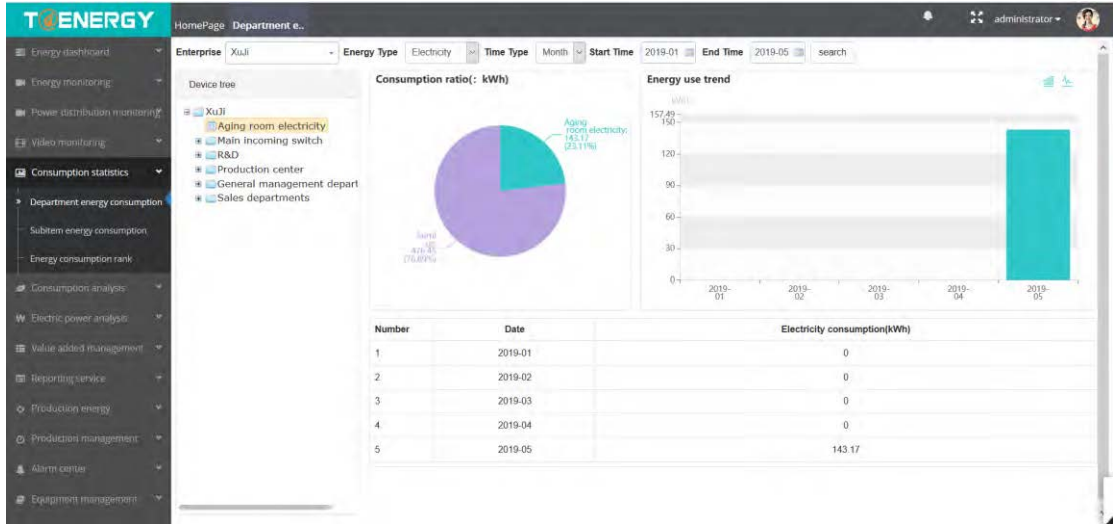 T ENERGY
HomePage Department e..
administrator
Energy dashboard
Energy monitoring
Power distribution monitoring
Video monitoring
Consumption statistics
Department energy consumption
Subitem energy consumption
Energy consumption rank
Consumption analysis
Electric power analysis
Value added management
Reporting service
Production energy
Production management
Alarm center
Equipment management
Enterprise XuJi Energy Type Electricity Time Type Month Start Time 2019-01 End Time 2019-05 search
Device tree
XuJi
Aging room electricity
Main incoming switch
R&D
Production center
General management depart
Sales departments
Consumption ratio(: kWh)
Aging
room electricity:
143.17
(23.11%)
476.45
(76.89%)
Energy use trend
157.49
150
120
90
60
30
0
2019-
01
2019-
02
2019-
03
2019-
04
2019-
05
Number Date Electricity consumption(kWh)
1 2019-01 0
2 2019-02 0
3 2019-03 0
4 2019-04 0
5 2019-05 143.17